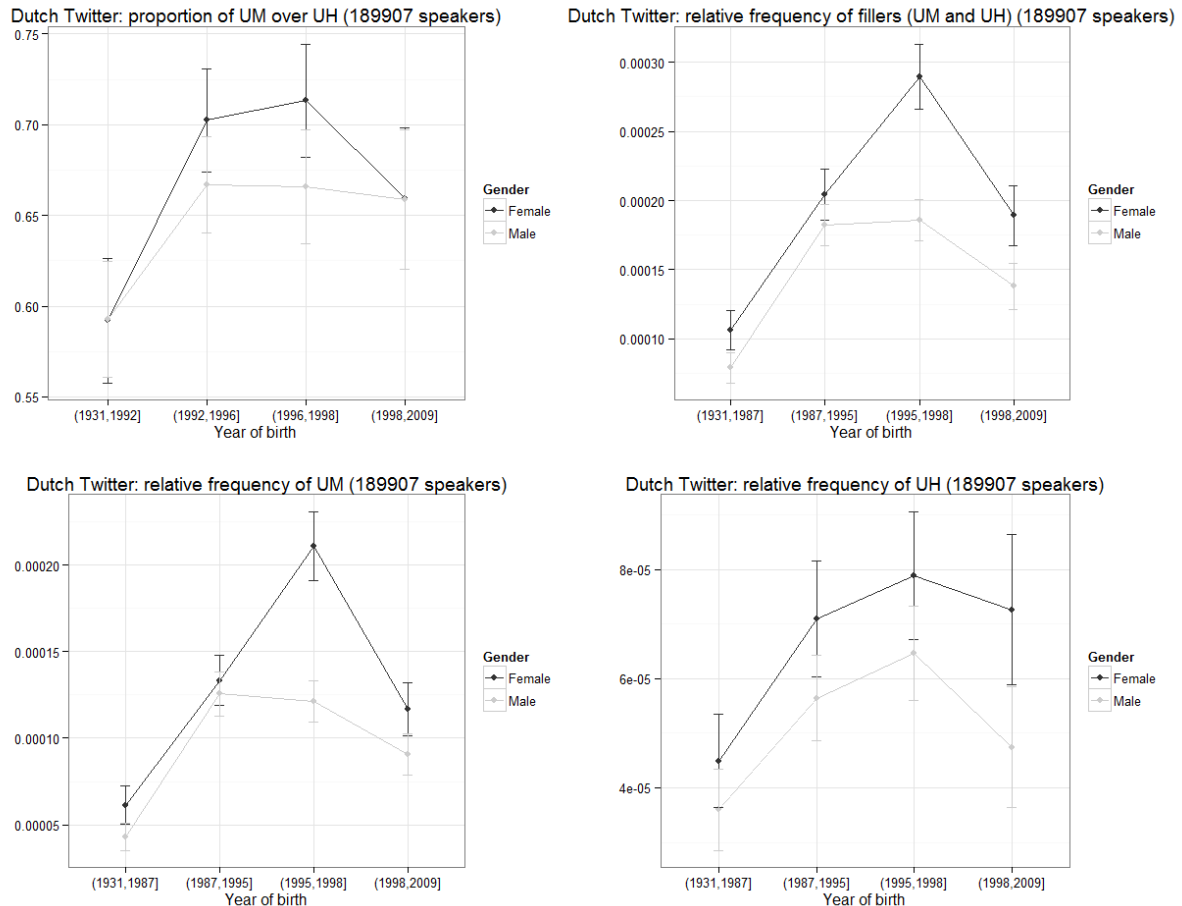 Dutch Twitter: proportion of UM over UH (189907 speakers)
0.75
0.70
0.65
0.60
0.55
(1931,1992]
(1992,1996]
(1996,1998]
(1998,2009]
Year of birth
Gender
Female
Male
Dutch Twitter: relative frequency of fillers (UM and UH) (189907 speakers)
0.00030
0.00025
0.00020
0.00015
0.00010
(1931,1987]
(1987,1995]
(1995,1998]
(1998,2009]
Year of birth
Gender
Female
Male
Dutch Twitter: relative frequency of UM (189907 speakers)
0.00020
0.00015
0.00010
0.00005
(1931,1987]
(1987,1995]
(1995,1998]
(1998,2009]
Year of birth
Gender
Female
Male
Dutch Twitter: relative frequency of UH (189907 speakers)
8e-05
6e-05
4e-05
(1931,1987]
(1987,1995]
(1995,1998]
(1998,2009]
Year of birth
Gender
Female
Male